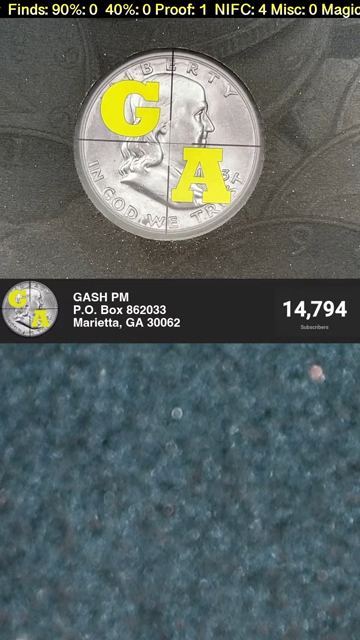 Finds: 90%: 0 40%: 0 Proof: 1 NIFC: 4 Misc: 0 Magic
LIBERTY
G
A
IN GOD WE TRUST
GASH PM
P.O. Box 862033
Marietta, GA 30062
14,794
Subscribers